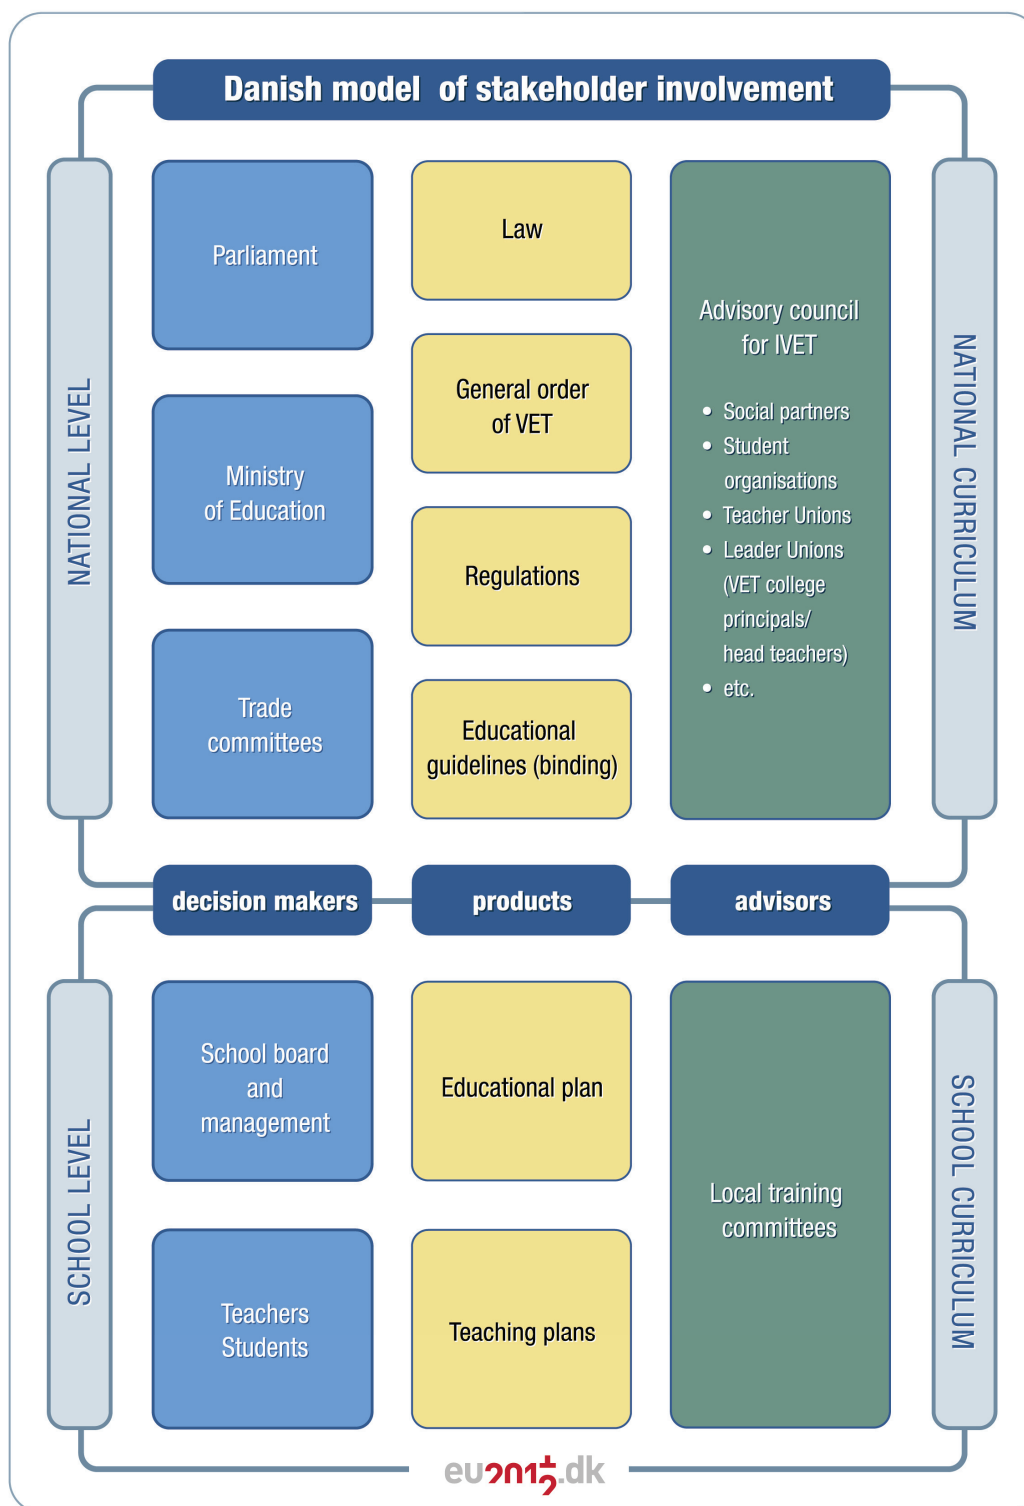 Danish model of stakeholder involvement
NATIONAL LEVEL
Parliament
Ministry
of Education
Trade
committees
Law
General order
of VET
Regulations
Educational
guidelines (binding)
Advisory council
for IVET
• Social partners
• Student
organisations
• Teacher Unions
• Leader Unions
(VET college
principals/
head teachers)
• etc.
NATIONAL CURRICULUM
decision makers
products
advisors
SCHOOL LEVEL
School board
and
management
Teachers
Students
Educational plan
Teaching plans
Local training
committees
SCHOOL CURRICULUM
eu2012.dk